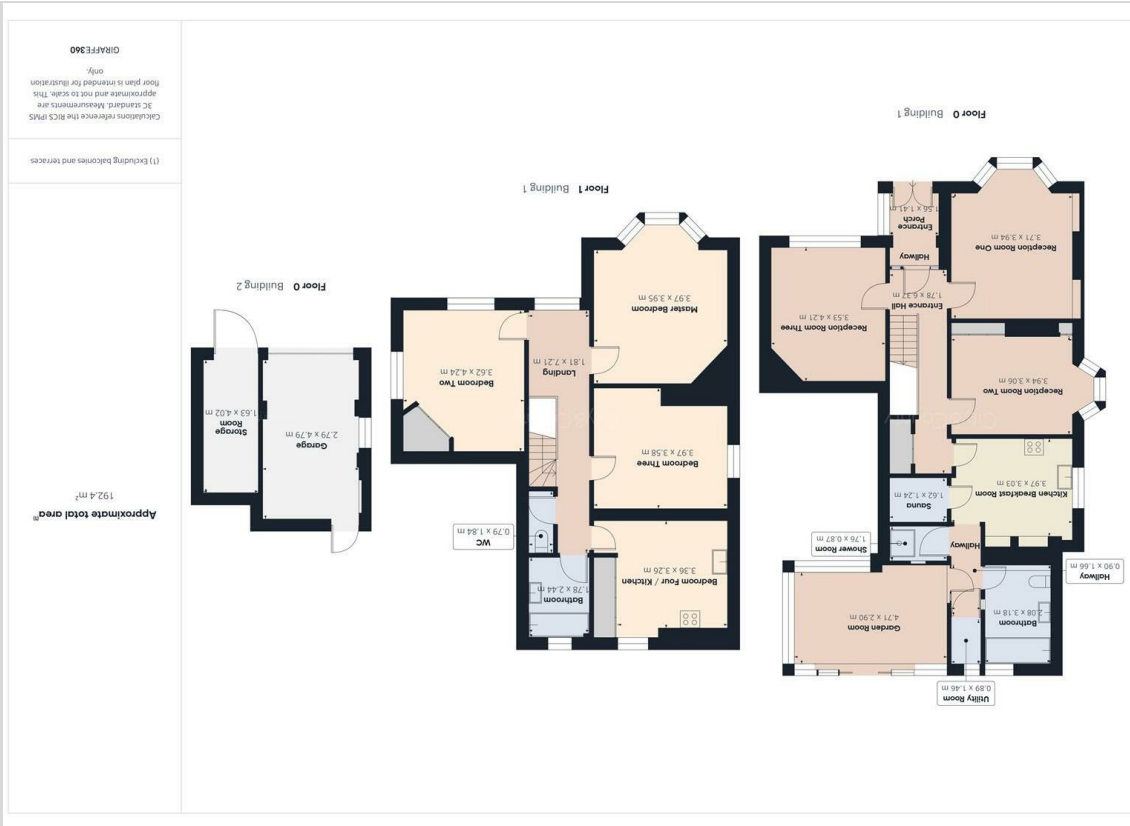 Floor 0 Building 1
Utility Room
0.89 x 1.46 m
Bathroom
2.08 x 3.18 m
Garden Room
4.71 x 2.90 m
Hallway
0.90 x 1.66 m
Hallway
Shower Room
1.76 x 0.87 m
Sauna
1.62 x 1.24 m
Kitchen Breakfast Room
3.97 x 3.03 m
Reception Room Two
3.94 x 3.06 m
Entrance Hall
1.78 x 6.37
Reception Room Three
3.53 x 4.21 m
Reception Room One
3.71 x 3.94 m
Hallway
Entrance
Porch
1.56 x 1.41
Floor 1 Building 1
Bathroom
1.78 x 2.44 m
Bedroom Four / Kitchen
3.36 x 3.26 m
WC
0.79 x 1.84 m
Bedroom Three
3.97 x 3.58 m
Landing
1.81 x 7.21 m
Bedroom Two
3.62 x 4.24 m
Master Bedroom
3.97 x 3.95 m
Floor 0 Building 2
Garage
2.79 x 4.79 m
Storage
Room
1.63 x 4.02 m
Approximate total area(1)
192.4 m²
(1) Excluding balconies and terraces
Calculations reference the RICS IPMS
3C standard. Measurements are
approximate and not to scale. This
floor plan is intended for illustration
only.
GIRAFFE360